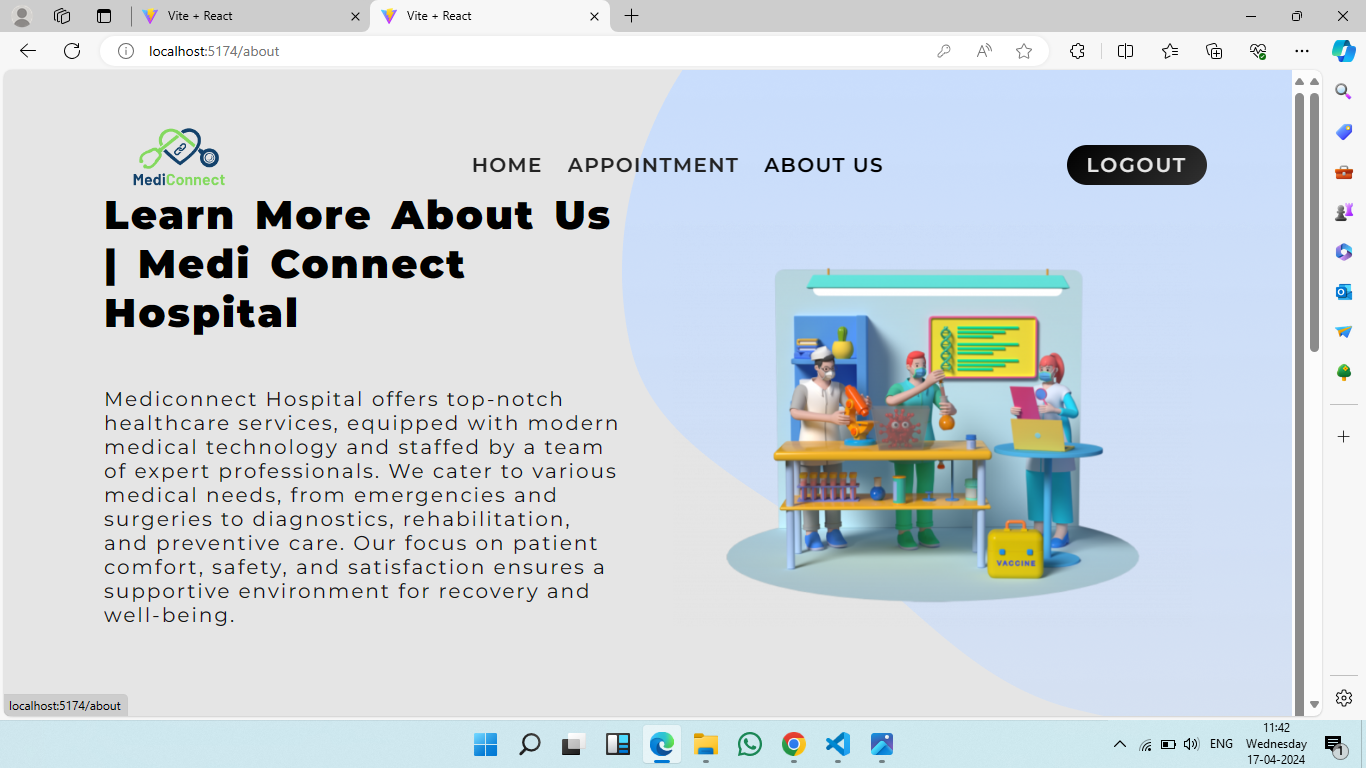 Vite + React
Vite + React
localhost:5174/about
MediConnect
HOME
APPOINTMENT
ABOUT US
LOGOUT
Learn More About Us
| Medi Connect
Hospital
Mediconnect Hospital offers top-notch
healthcare services, equipped with modern
medical technology and staffed by a team
of expert professionals. We cater to various
medical needs, from emergencies and
surgeries to diagnostics, rehabilitation,
and preventive care. Our focus on patient
comfort, safety, and satisfaction ensures a
supportive environment for recovery and
well-being.
VACCINE
localhost:5174/about
ENG
11:42
Wednesday
17-04-2024
1